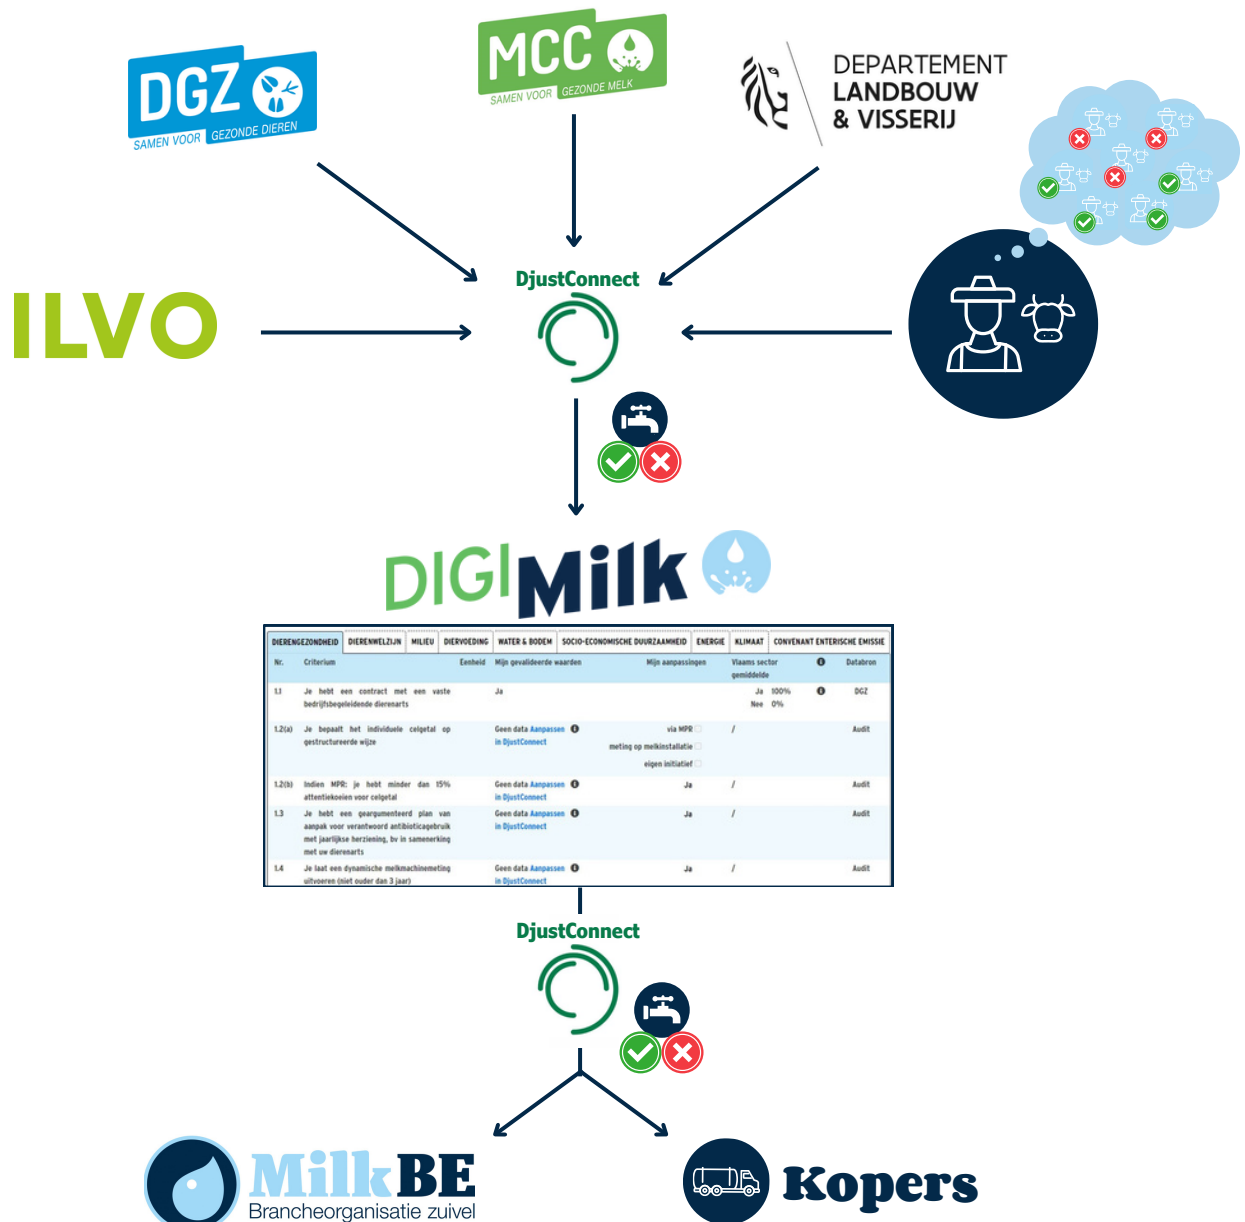 DGZ
SAMEN VOOR GEZONDE DIEREN
MCC
SAMEN VOOR GEZONDE MELK
DEPARTEMENT
LANDBOUW
& VISSERIJ
ILVO
DjustConnect
DIGIMilk
DIERENGEZONDHEID DIERENWELZIJN MILIEU DIERVOEDING WATER & BODEM SOCIO-ECONOMISCHE DUURZAAMHEID ENERGIE KLIMAAT CONVENANT ENTERISCHE EMISSIE
Nr. Criterium Eenheid Mijn gevalideerde waarden Mijn aanpassingen Vlaams sector Databron
gemiddelde
1.1 Je hebt een contract met een vaste Ja Ja 100% DGZ
bedrijfsbegeleidende dierenarts Nee 0%
1.2(a) Je bepaalt het individuele celgetal op Geen data Aanpassen via MPR / Audit
gestructureerde wijze in DjustConnect meting op melkinstallatie
eigen initiatief
1.2(b) Indien MPR: je hebt minder dan 15% Geen data Aanpassen Ja / Audit
attentiekoeien voor celgetal in DjustConnect
1.3 Je hebt een geargumenteerd plan van Geen data Aanpassen Ja / Audit
aanpak voor verantwoord antibioticagebruik in DjustConnect
met jaarlijkse herziening, bv in samenerking
met uw dierenarts
1.4 Je laat een dynamische melkmachinemeting Geen data Aanpassen Ja / Audit
uitvoeren (niet ouder dan 3 jaar) in DjustConnect
DjustConnect
MilkBE
Brancheorganisatie zuivel
Kopers